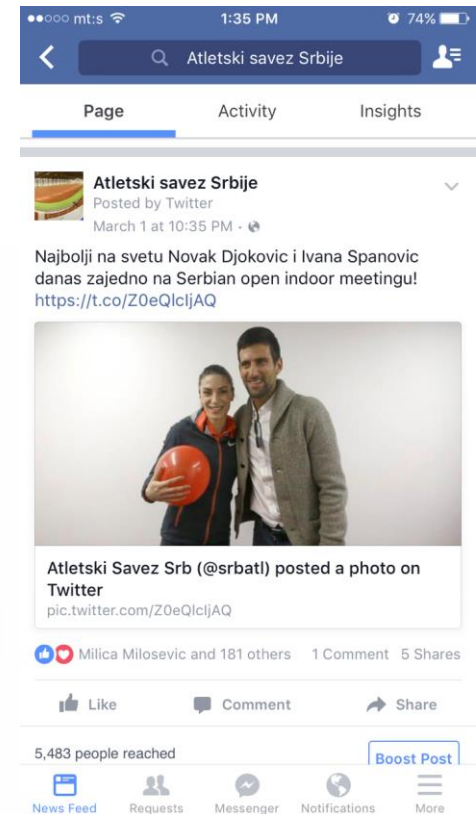 mt:s 1:35 PM 74%
Atletski savez Srbije
Page Activity Insights
Atletski savez Srbije
Posted by Twitter
March 1 at 10:35 PM ·
Najbolji na svetu Novak Djokovic i Ivana Spanovic
danas zajedno na Serbian open indoor meetingu!
https://t.co/Z0eQlcljAQ
Atletski Savez Srb (@srbatl) posted a photo on
Twitter
pic.twitter.com/Z0eQlcljAQ
Milica Milosevic and 181 others 1 Comment 5 Shares
Like Comment Share
5,483 people reached Boost Post
News Feed Requests Messenger Notifications More